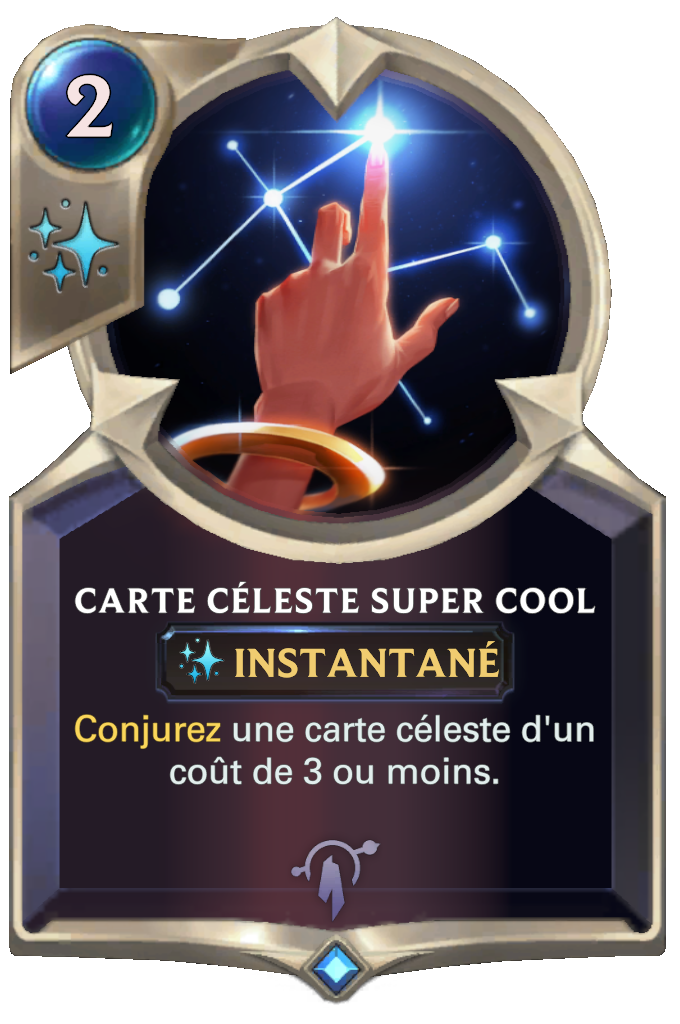 2
CARTE CÉLESTE SUPER COOL
INSTANTANÉ
Conjurez une carte céleste d'un
coût de 3 ou moins.